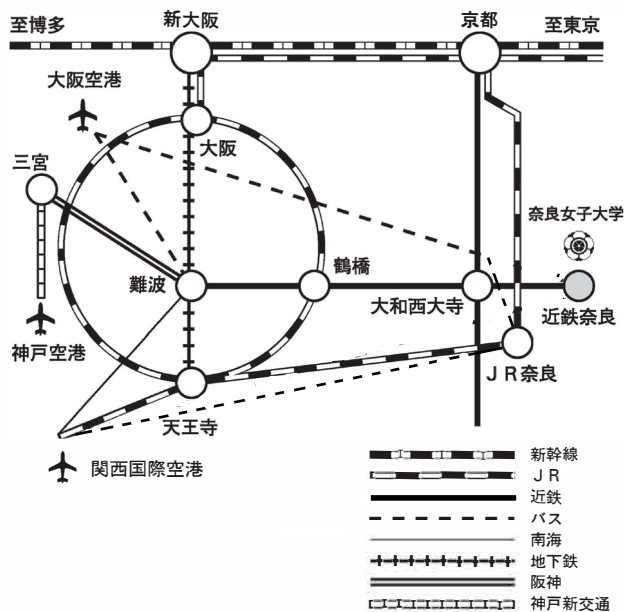 至博多
新大阪
京都
至東京
大阪空港
大阪
三宮
奈良女子大学
鶴橋
難波
大和西大寺
近鉄奈良
神戸空港
JR奈良
天王寺
関西国際空港
新幹線
JR
近鉄
バス
南海
地下鉄
阪神
神戸新交通